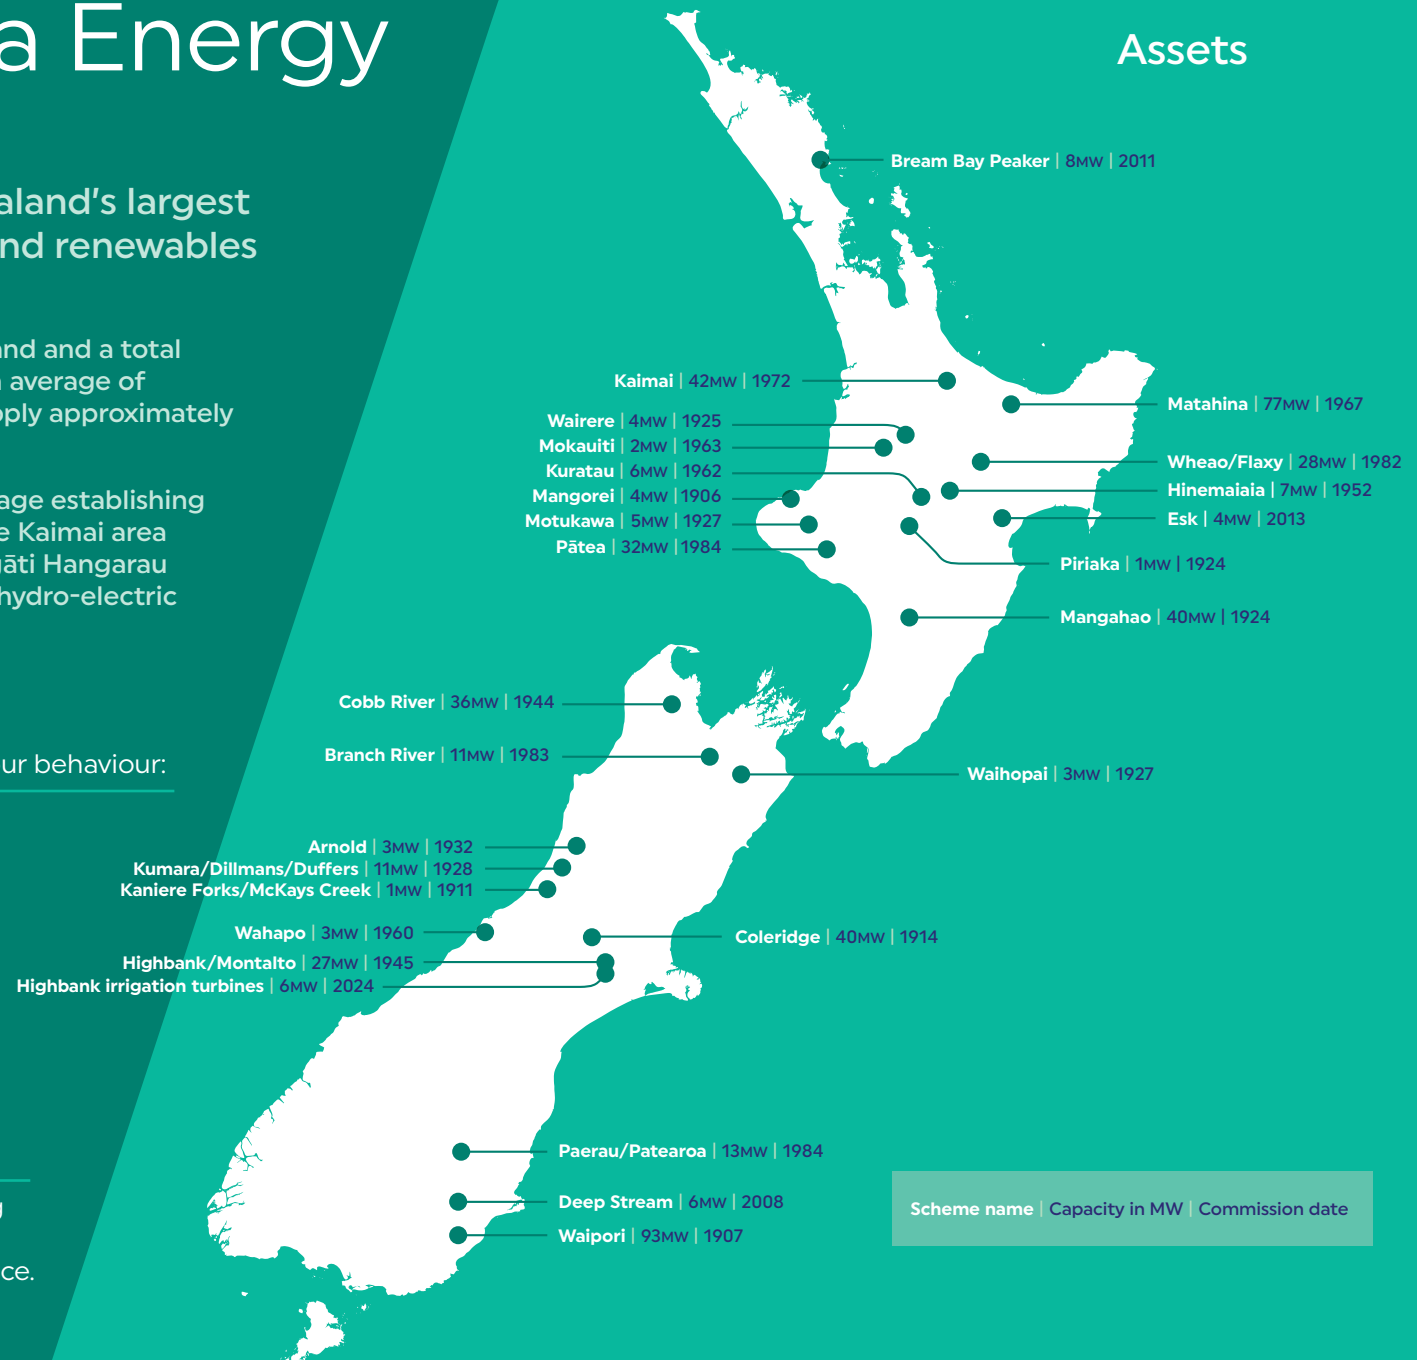 a Energy
aland's largest
nd renewables
and and a total
average of
pply approximately
age establishing
e Kaimai area
gāti Hangarau
hydro-electric
ur behaviour:
g
ce.
Assets
Bream Bay Peaker | 8MW | 2011
Kaimai | 42MW | 1972
Wairere | 4MW | 1925
Mokauiti | 2MW | 1963
Kuratau | 6MW | 1962
Mangorei | 4MW | 1906
Motukawa | 5MW | 1927
Pātea | 32MW | 1984
Matahina | 77MW | 1967
Wheao/Flaxy | 28MW | 1982
Hinemaiaia | 7MW | 1952
Esk | 4MW | 2013
Piriaka | 1MW | 1924
Mangahao | 40MW | 1924
Cobb River | 36MW | 1944
Branch River | 11MW | 1983
Waihopai | 3MW | 1927
Arnold | 3MW | 1932
Kumara/Dillmans/Duffers | 11MW | 1928
Kaniere Forks/McKays Creek | 1MW | 1911
Wahapo | 3MW | 1960
Coleridge | 40MW | 1914
Highbank/Montalto | 27MW | 1945
Highbank irrigation turbines | 6MW | 2024
Paerau/Patearoa | 13MW | 1984
Deep Stream | 6MW | 2008
Waipori | 93MW | 1907
Scheme name | Capacity in MW | Commission date